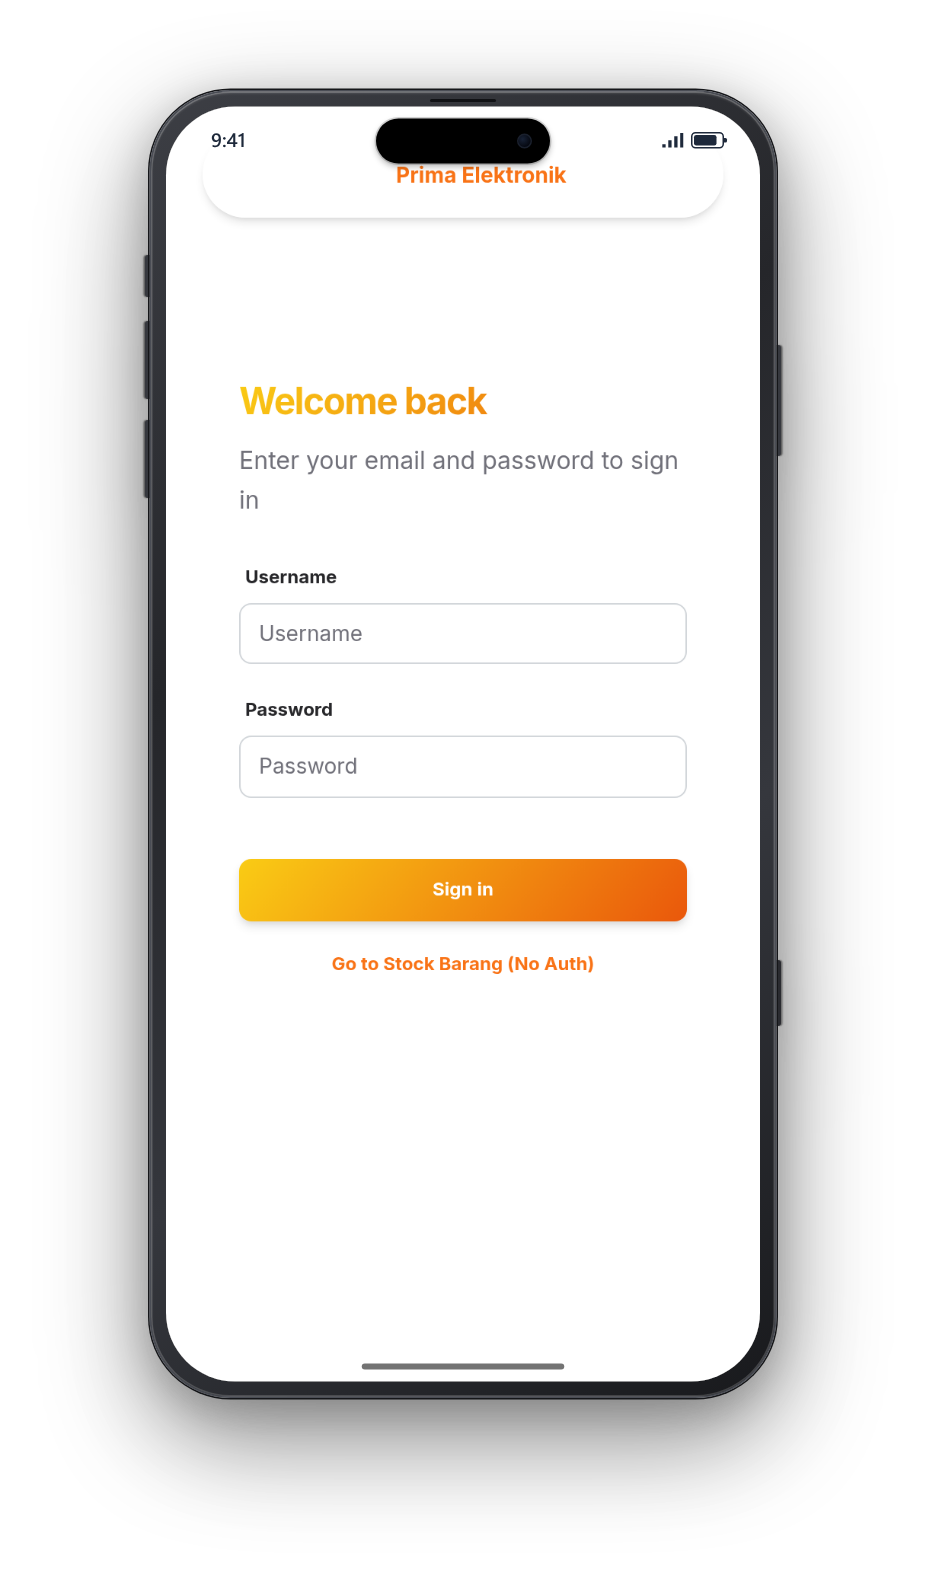 9:41
Prima Elektronik
Welcome back
Enter your email and password to sign
in
Username
Username
Password
Password
Sign in
Go to Stock Barang (No Auth)